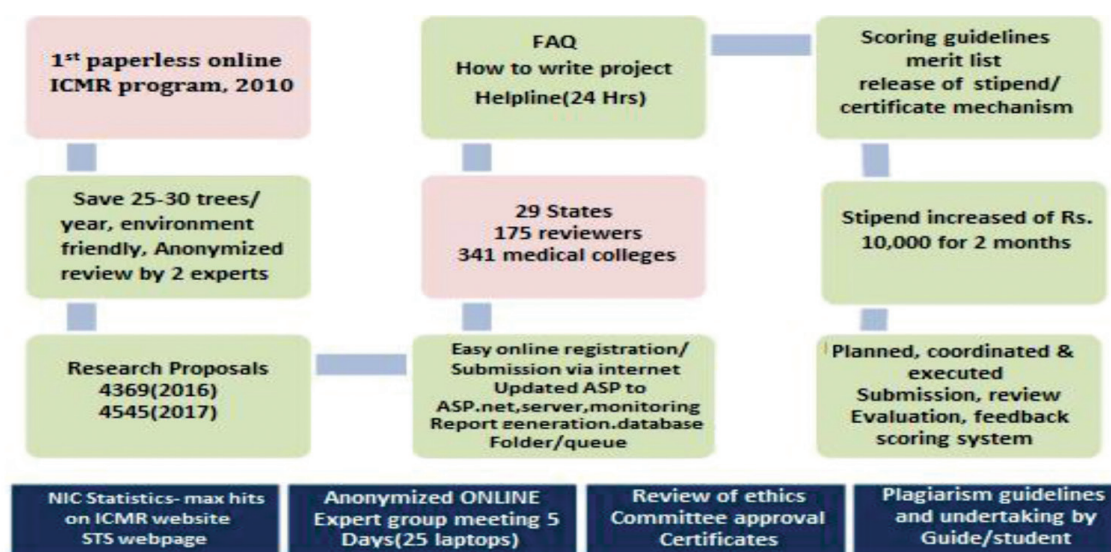 1st paperless online
ICMR program, 2010
Save 25-30 trees/
year, environment
friendly, Anonymized
review by 2 experts
Research Proposals
4369(2016)
4545(2017)
Easy online registration/
Submission via internet
Updated ASP to
ASP.net,server,monitoring
Report generation.database
Folder/queue
29 States
175 reviewers
341 medical colleges
FAQ
How to write project
Helpline(24 Hrs)
Scoring guidelines
merit list
release of stipend/
certificate mechanism
Stipend increased of Rs.
10,000 for 2 months
Planned, coordinated &
executed
Submission, review
Evaluation, feedback
scoring system
NIC Statistics- max hits
on ICMR website
STS webpage
Anonymized ONLINE
Expert group meeting 5
Days(25 laptops)
Review of ethics
Committee approval
Certificates
Plagiarism guidelines
and undertaking by
Guide/student